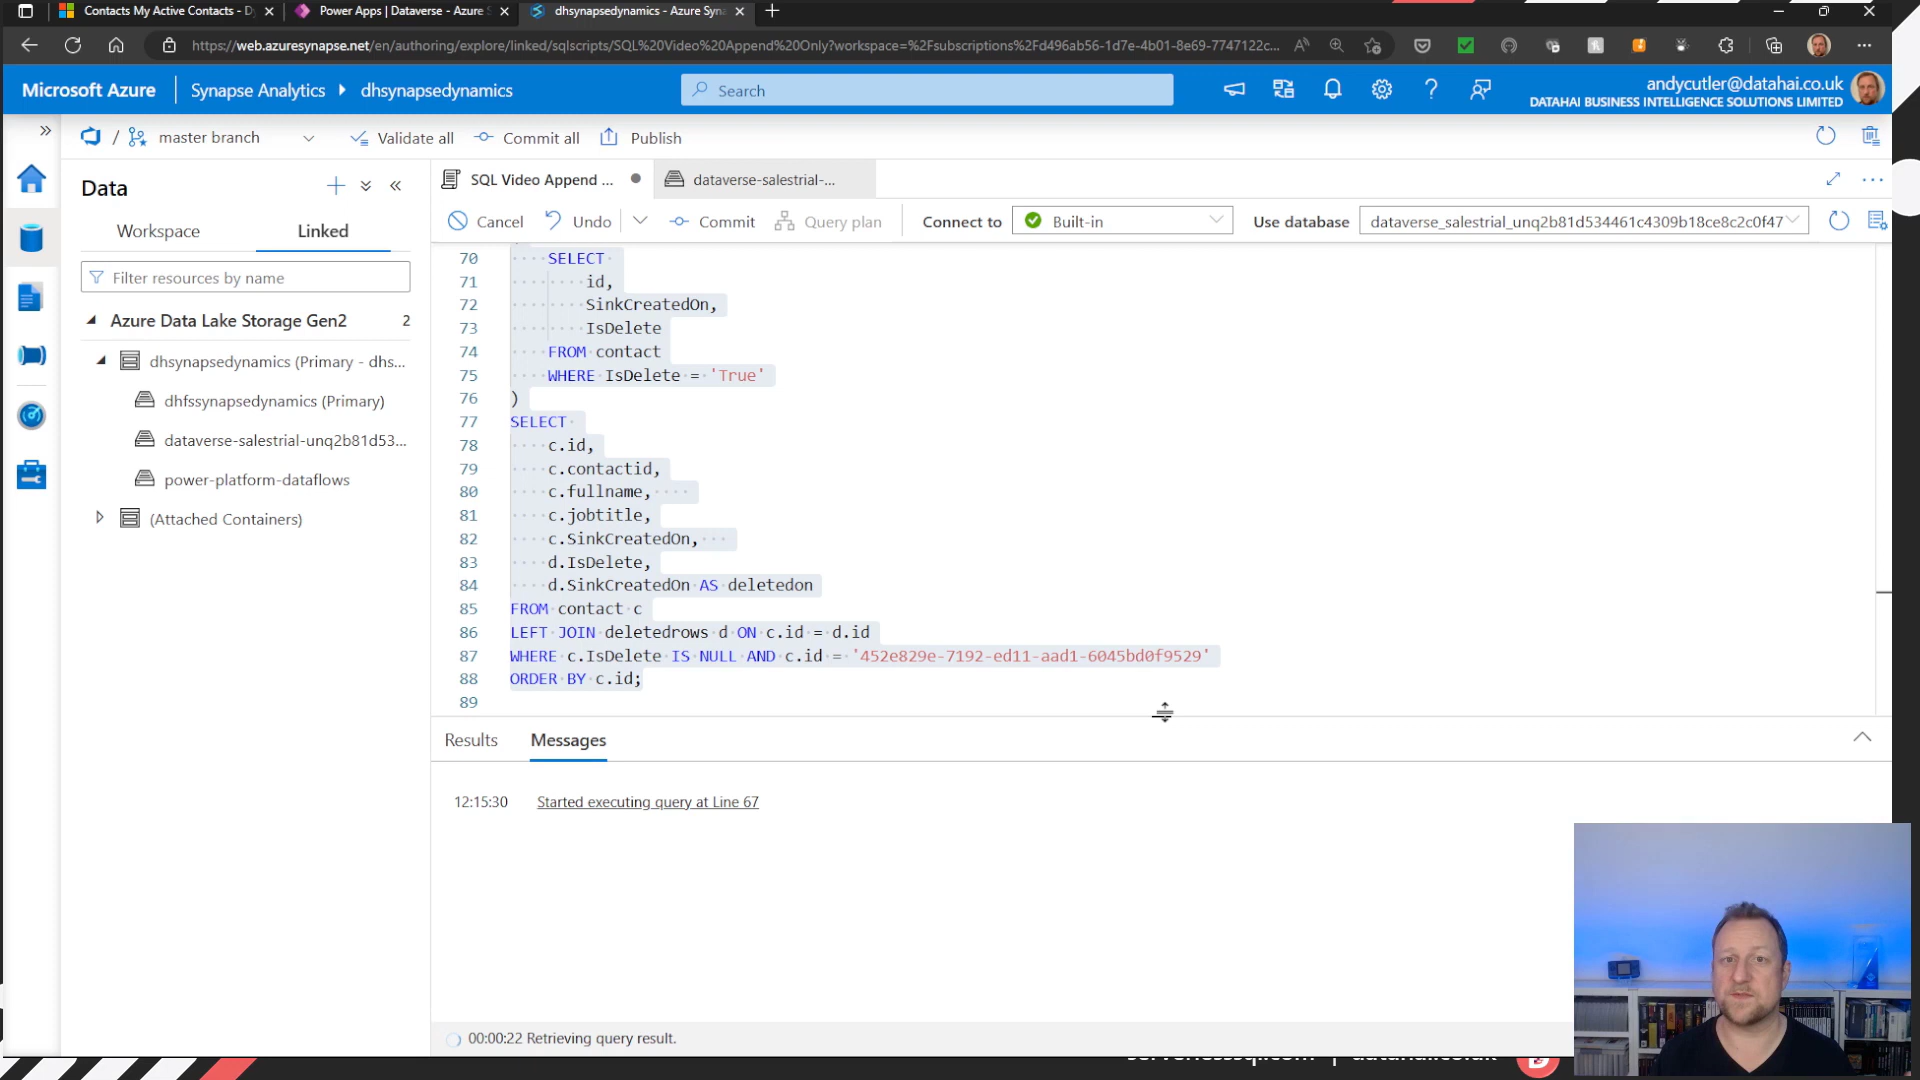 Contacts My Active Contacts - D
Power Apps | Dataverse - Azure S
dhsynapsedynamics - Azure Syna
https://web.azuresynapse.net/en/authoring/explore/linked/sqlscripts/SQL%20Video%20Append%20Only?workspace=%2Fsubscriptions%2Fd496ab56-1d7e-4b01-8e69-7747122c...
Microsoft Azure
Synapse Analytics
dhsynapsedynamics
Search
andycutler@datahai.co.uk
DATAHAI BUSINESS INTELLIGENCE SOLUTIONS LIMITED
/ master branch
Validate all
Commit all
Publish
Data
Workspace
Linked
Filter resources by name
Azure Data Lake Storage Gen2 2
dhsynapsedynamics (Primary - dhs...
dhfssynapsedynamics (Primary)
dataverse-salestrial-unq2b81d53...
power-platform-dataflows
(Attached Containers)
SQL Video Append ...
dataverse-salestrial-...
Cancel
Undo
Commit
Query plan
Connect to
Built-in
Use database
dataverse_salestrial_unq2b81d534461c4309b18ce8c2c0f47
70 SELECT
71 id,
72 SinkCreatedOn,
73 IsDelete
74 FROM contact
75 WHERE IsDelete = 'True'
76 )
77 SELECT
78 c.id,
79 c.contactid,
80 c.fullname,
81 c.jobtitle,
82 c.SinkCreatedOn,
83 d.IsDelete,
84 d.SinkCreatedOn AS deletedon
85 FROM contact c
86 LEFT JOIN deletedrows d ON c.id = d.id
87 WHERE c.IsDelete IS NULL AND c.id = '452e829e-7192-ed11-aad1-6045bd0f9529'
88 ORDER BY c.id;
89
Results
Messages
12:15:30 Started executing query at Line 67
00:00:22 Retrieving query result.